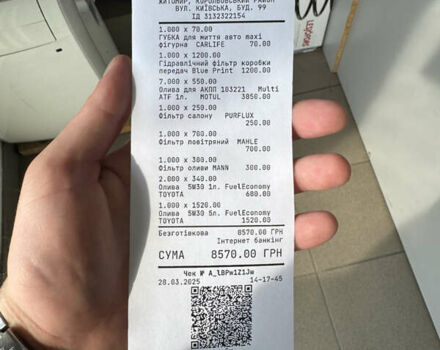 ЖИТОМИР, КОРОЛЬОВСЬКИЙ РАЙОН
ВУЛ. КИЇВСЬКА, БУД. 99
ІД 3132322154
1.000 x 70.00
ГУБКА для миття авто maxi
фігурна CARLIFE 70.00
1.000 x 1200.00
Гідравлічний фільтр коробки
передач Blue Print 1200.00
7.000 x 550.00
Олива для АКПП 103221 Multi
ATF 1л. MOTUL 3850.00
1.000 x 250.00
Фільтр салону PURFLUX
250.00
1.000 x 700.00
Фільтр повітряний MAHLE
700.00
1.000 x 300.00
Фільтр оливи MANN 300.00
2.000 x 340.00
Олива 5W30 1л. FuelEconomy
TOYOTA 680.00
1.000 x 1520.00
Олива 5W30 5л. FuelEconomy
TOYOTA 1520.00
Безготівкова 8570.00 ГРН
Інтернет банкінг
СУМА 8570.00 ГРН
Чек № A_lBPw1Z1Jw
28.03.2025 14-17-45